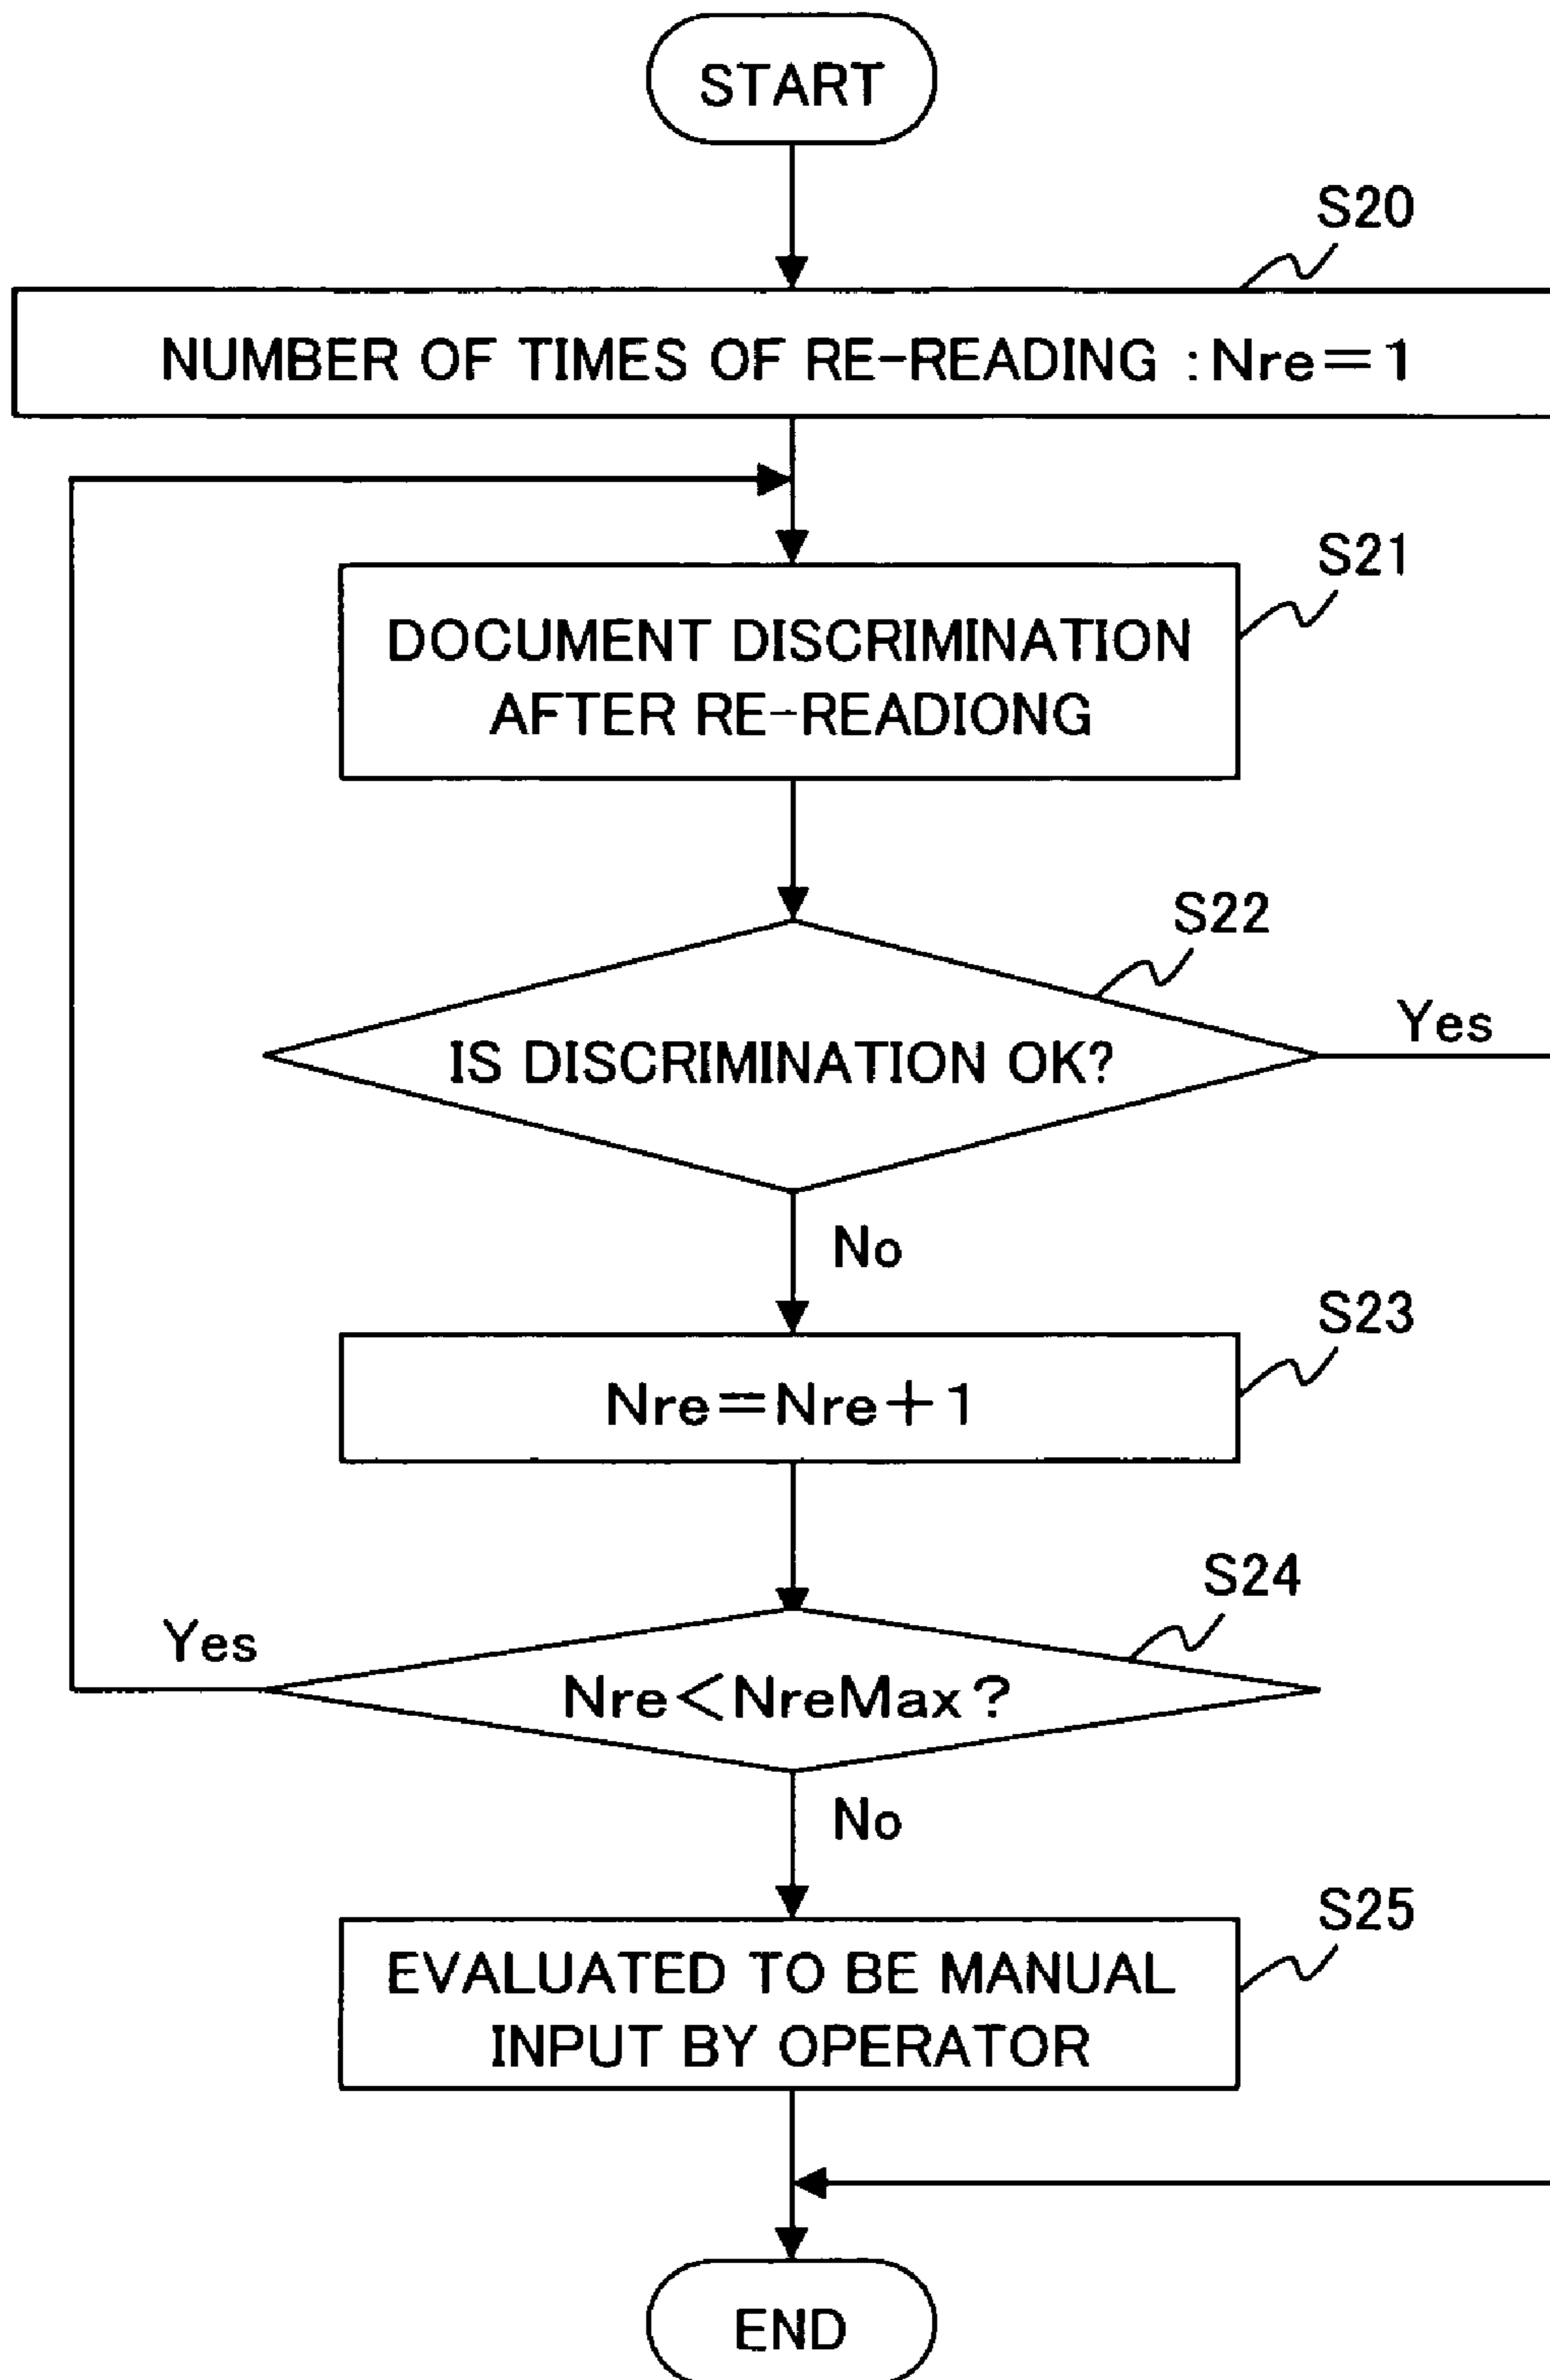 START
S20
NUMBER OF TIMES OF RE-READING :Nre=1
S21
DOCUMENT DISCRIMINATION
AFTER RE-READIONG
S22
IS DISCRIMINATION OK?
Yes
No
S23
Nre=Nre+1
S24
Yes
Nre<NreMax?
No
S25
EVALUATED TO BE MANUAL
INPUT BY OPERATOR
END